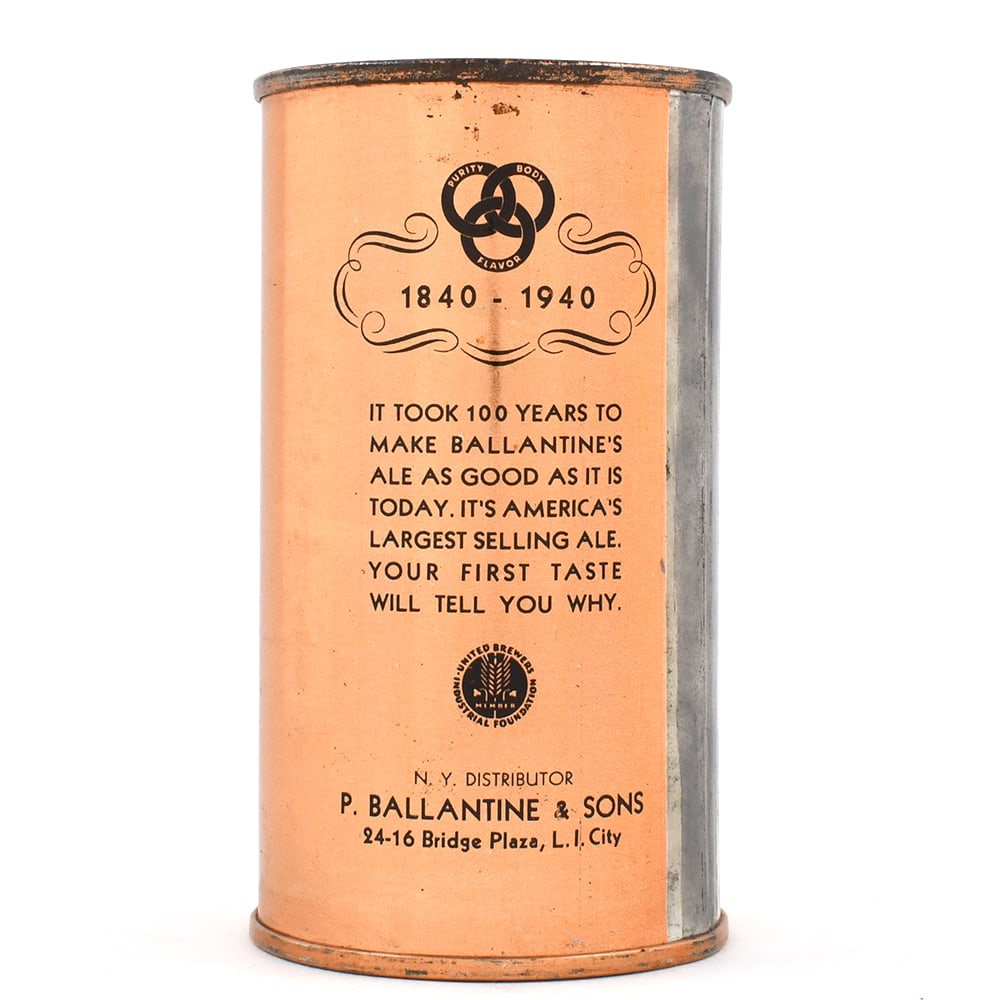 PURITY BODY
FLAVOR
1840 - 1940
IT TOOK 100 YEARS TO
MAKE BALLANTINE'S
ALE AS GOOD AS IT IS
TODAY. IT'S AMERICA'S
LARGEST SELLING ALE.
YOUR FIRST TASTE
WILL TELL YOU WHY.
UNITED BREWERS
INDUSTRIAL FOUNDATION
MEMBER
N. Y. DISTRIBUTOR
P. BALLANTINE & SONS
24-16 Bridge Plaza, L. I. City